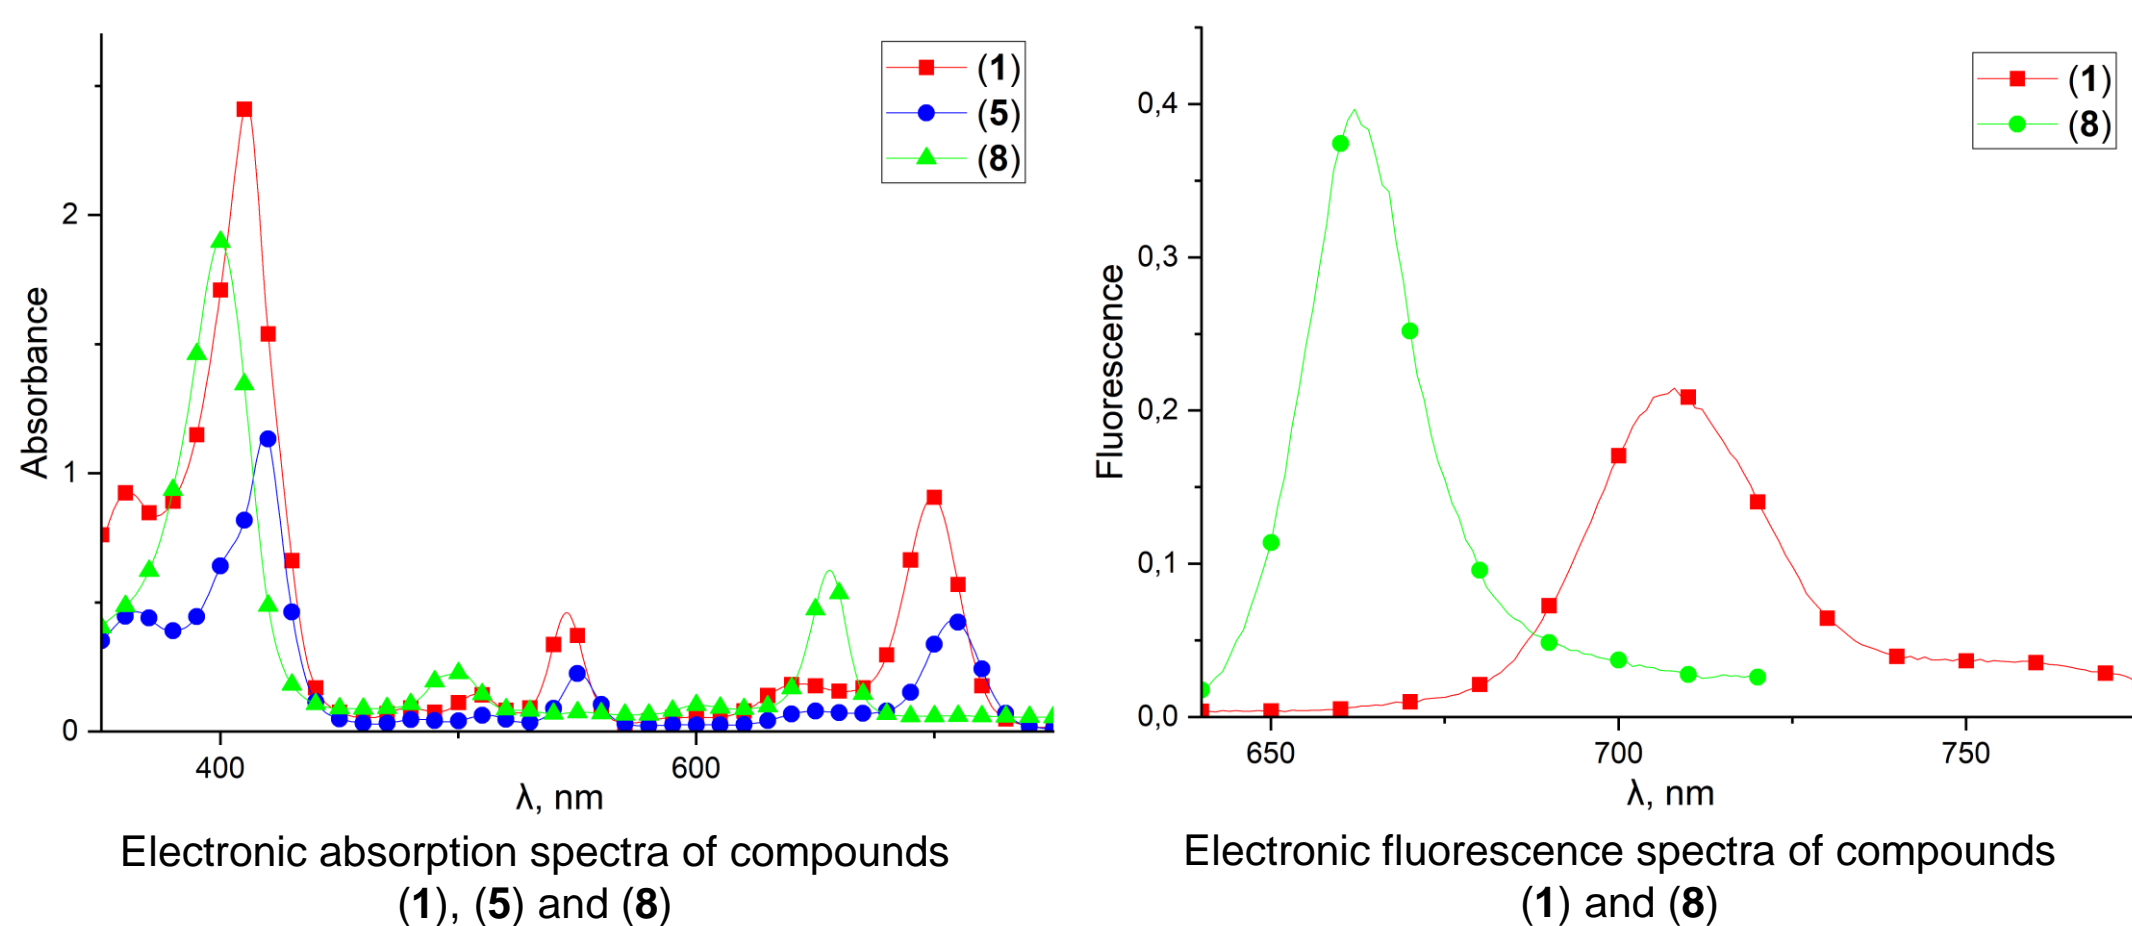 (1)
(5)
(8)
2
1
0
Absorbance
400
600
λ, nm
Electronic absorption spectra of compounds
(1), (5) and (8)
(1)
(8)
0,4
0,3
0,2
0,1
0,0
Fluorescence
650
700
750
λ, nm
Electronic fluorescence spectra of compounds
(1) and (8)